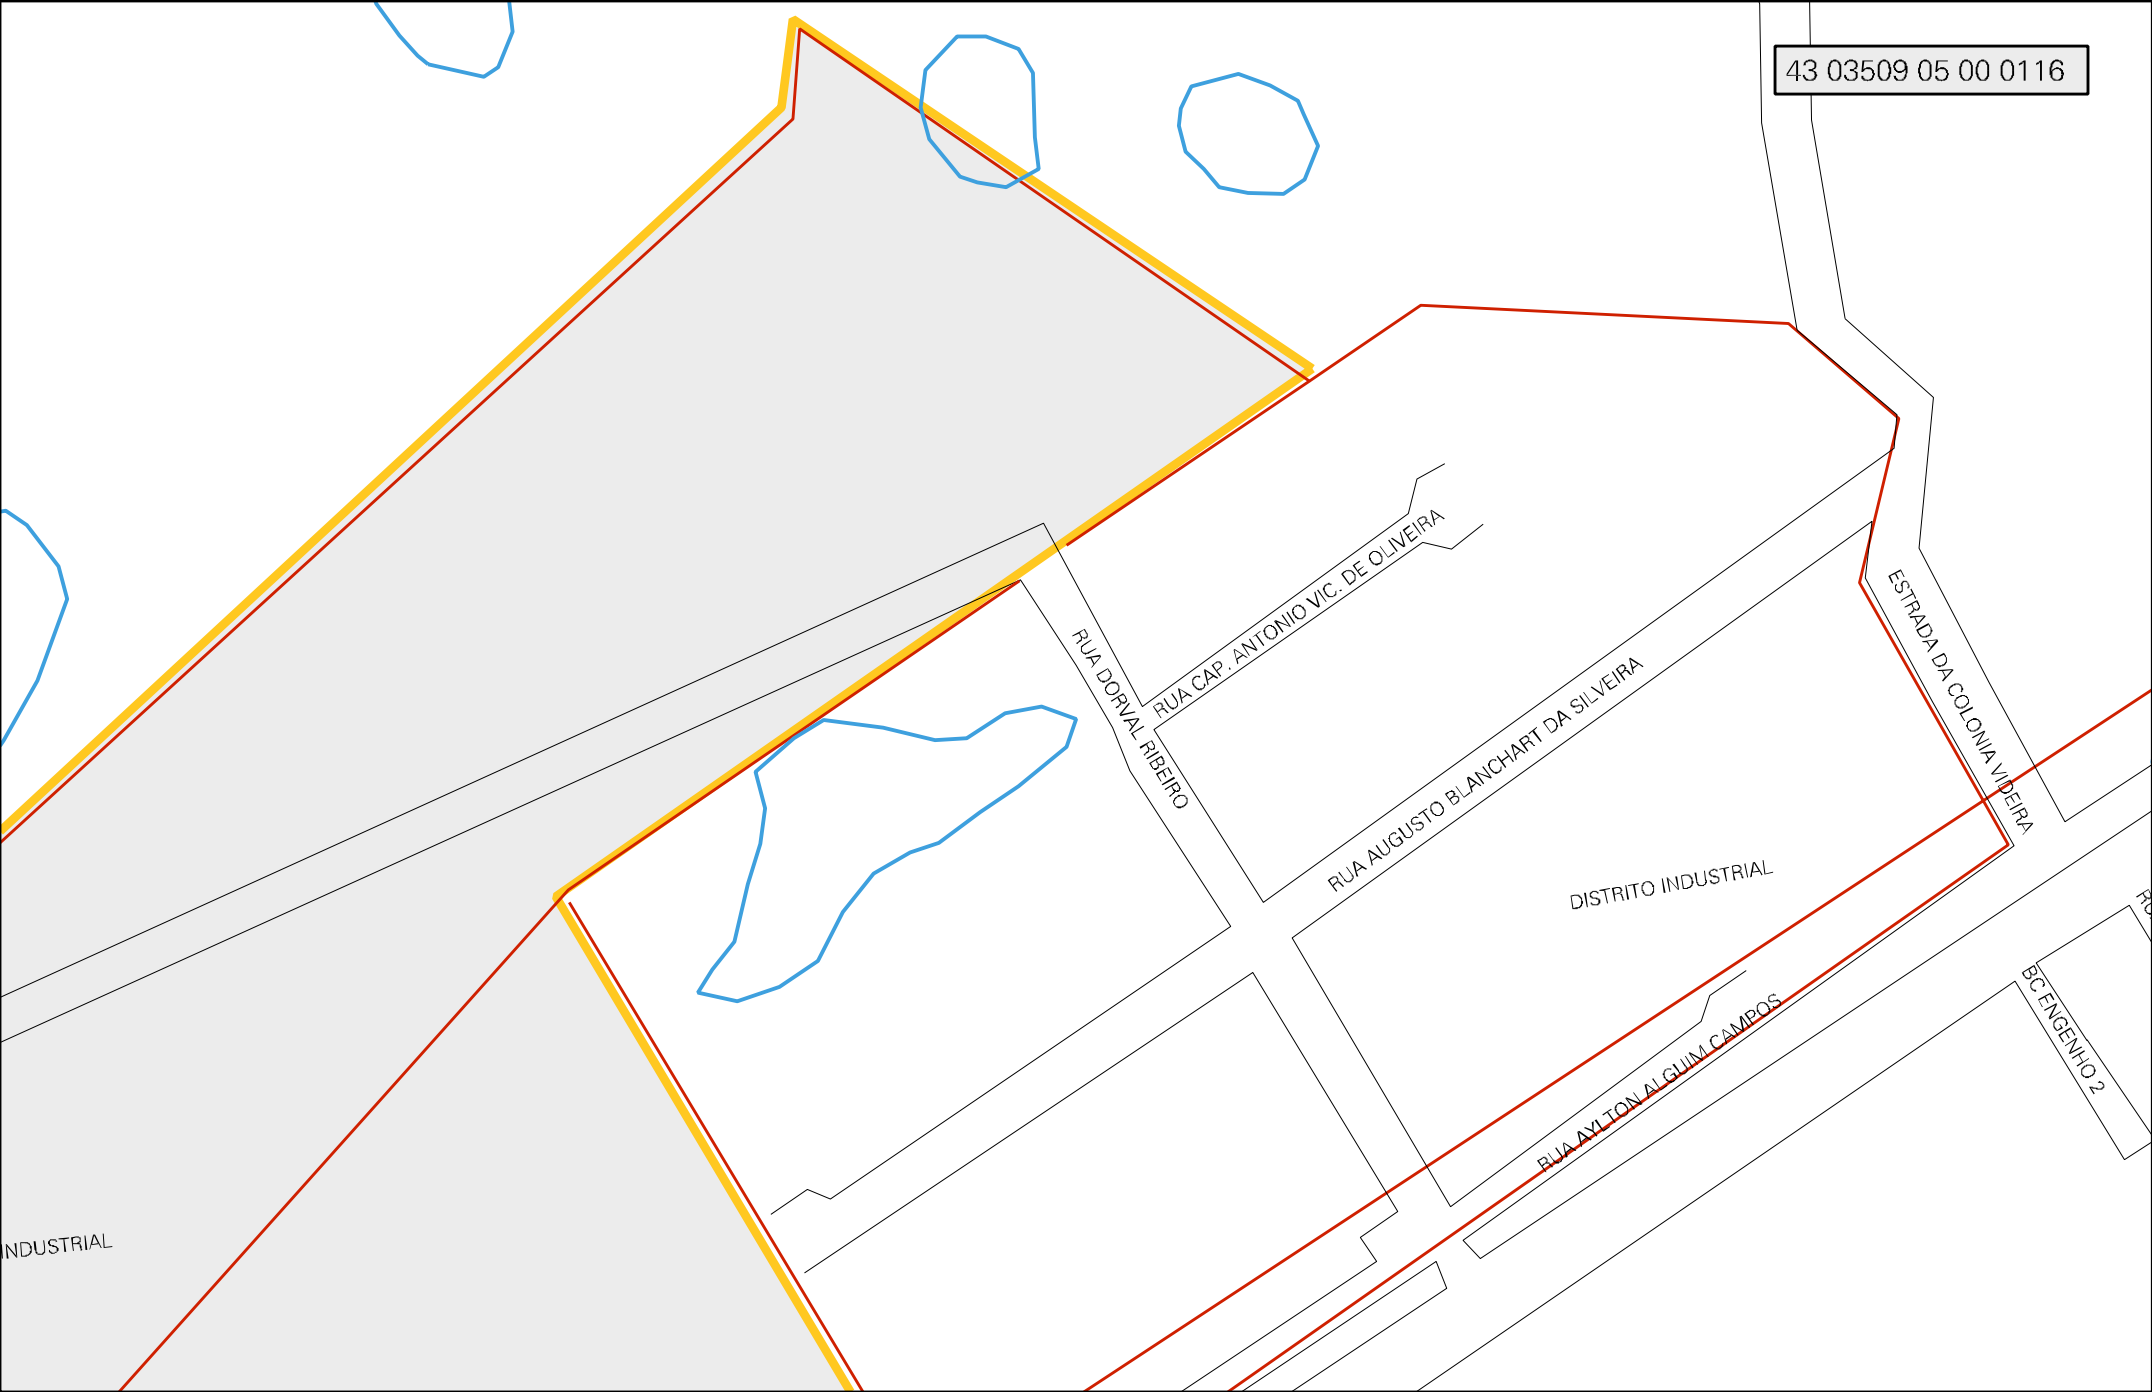 43 03509 05 00 0116
RUA CAP. ANTONIO VIC. DE OLIVEIRA
RUA DORVAL RIBEIRO
ESTRADA DA COLONIA VIDEIRA
RUA AUGUSTO BLANCHART DA SILVEIRA
DISTRITO INDUSTRIAL
BC ENGENHO 2
RUA AYLTON ALGUIM CAMPOS
INDUSTRIAL